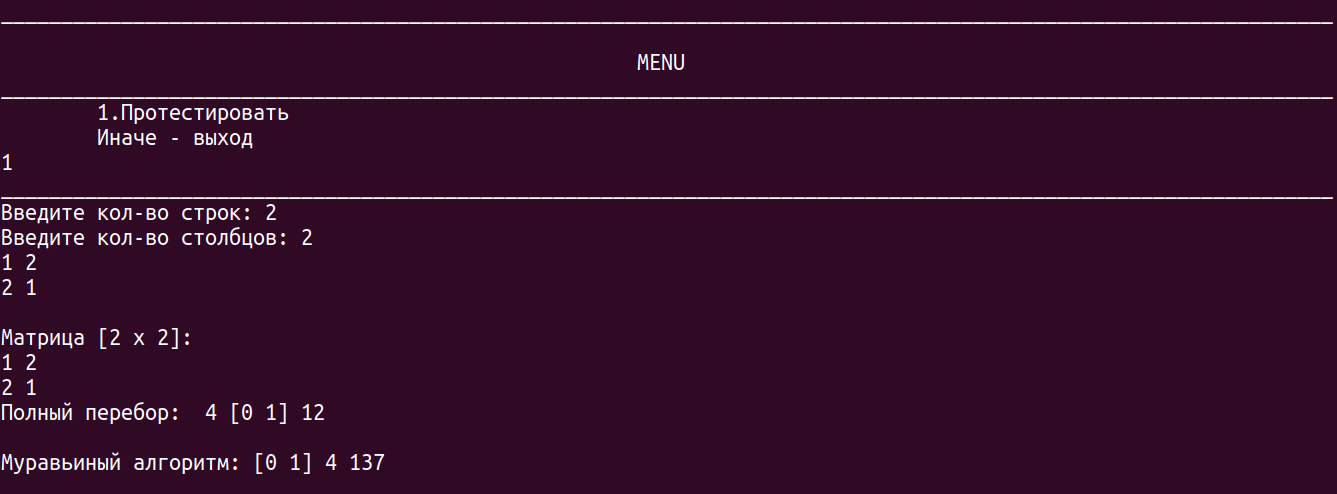 MENU
1.Протестировать
Иначе - выход
1
Введите кол-во строк: 2
Введите кол-во столбцов: 2
1 2
2 1
Матрица [2 x 2]:
1 2
2 1
Полный перебор:  4 [0 1] 12
Муравьиный алгоритм: [0 1] 4 137